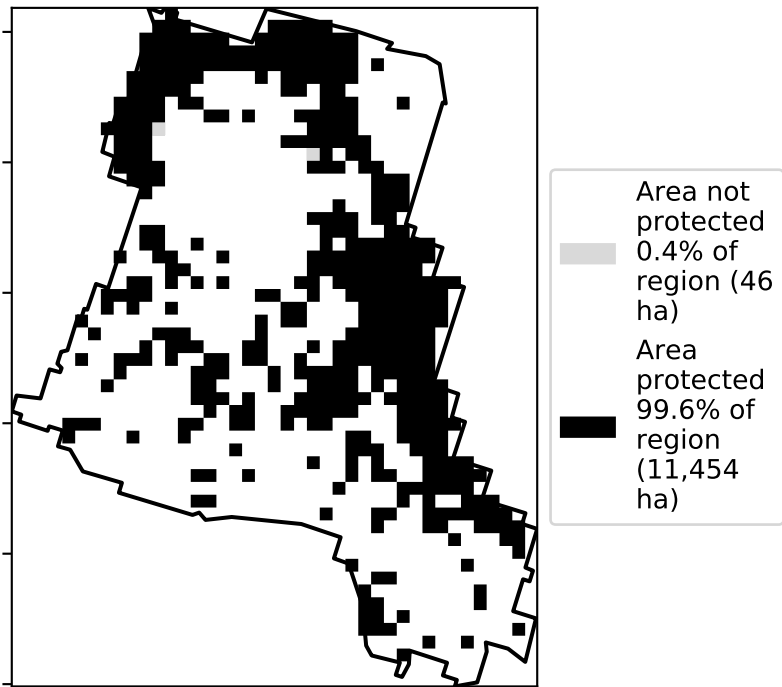 Area not
protected
0.4% of
region (46
ha)
Area
protected
99.6% of
region
(11,454
ha)